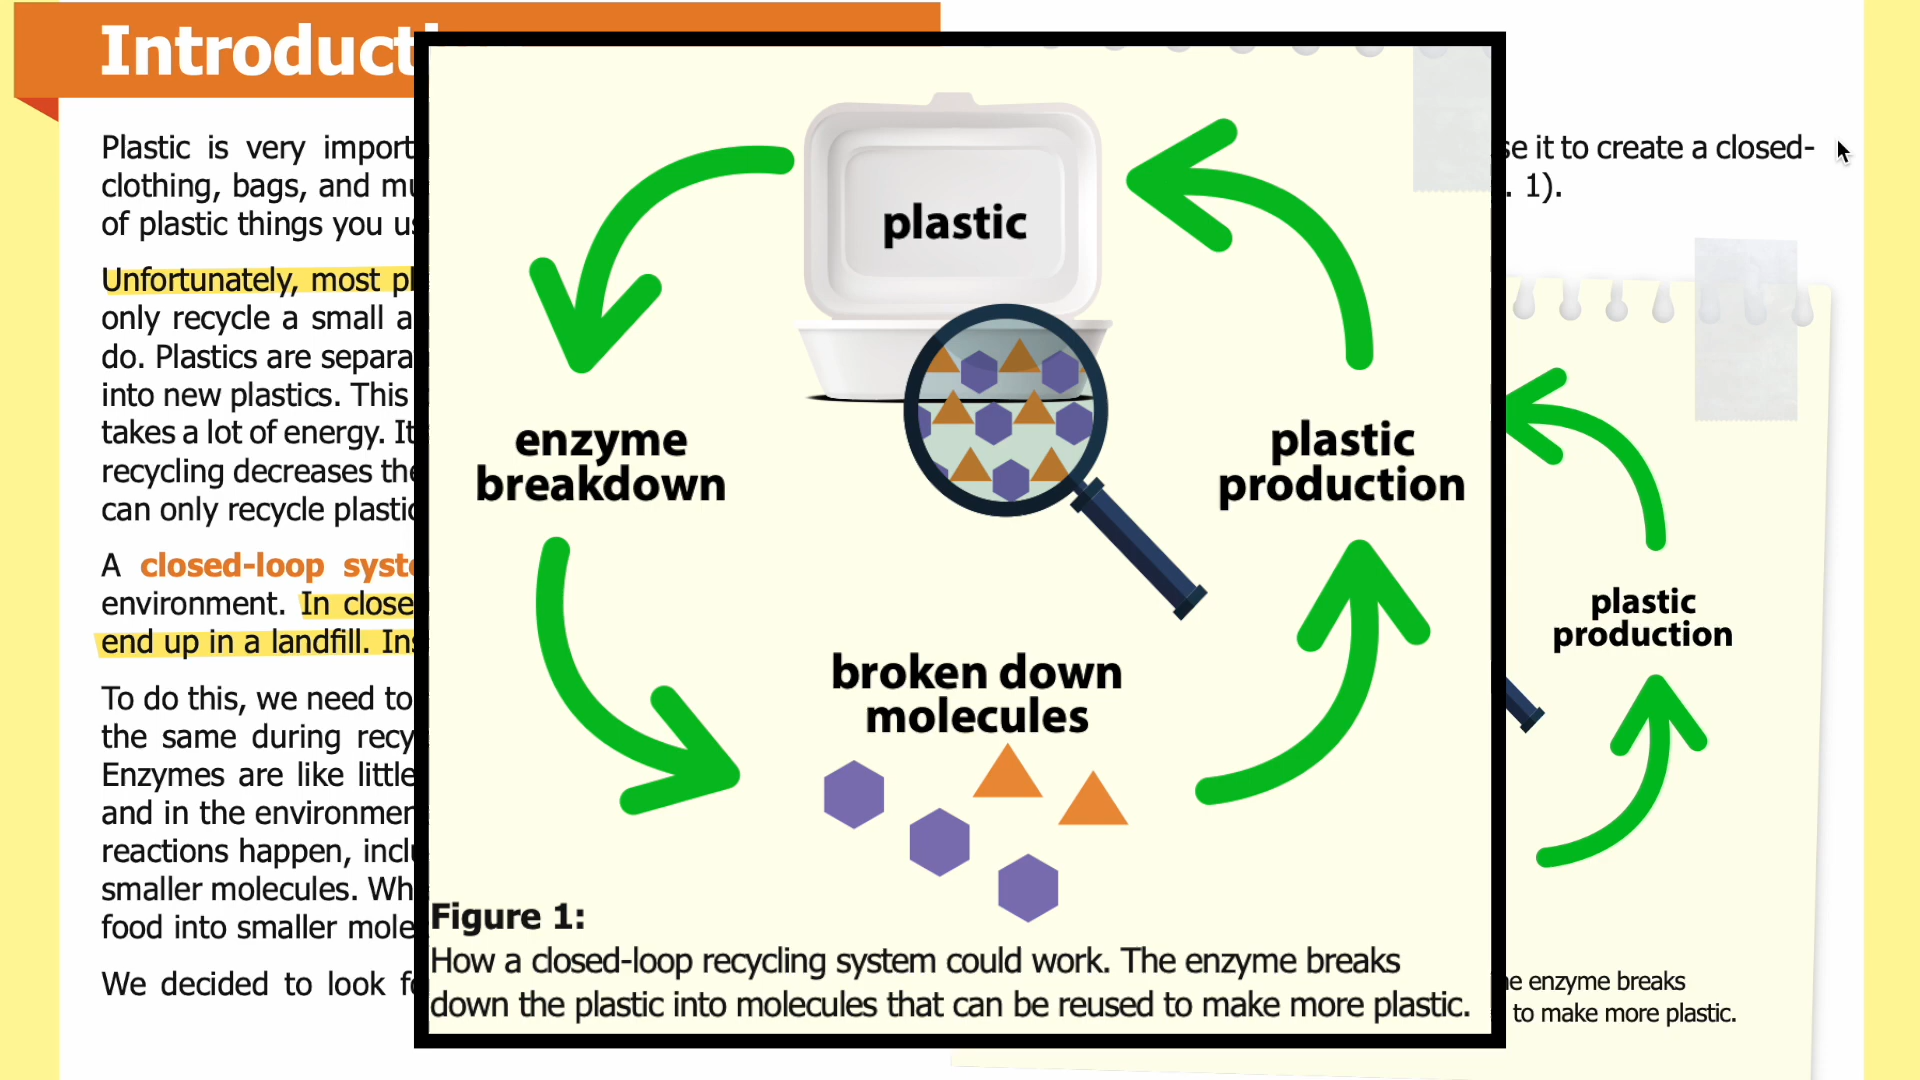 Introduct
Plastic is very import
clothing, bags, and mu
of plastic things you us
Unfortunately, most pl
only recycle a small a
do. Plastics are separa
into new plastics. This
takes a lot of energy. It
recycling decreases the
can only recycle plastic
A closed-loop syste
environment. In close
end up in a landfill. Ins
To do this, we need to
the same during recy
Enzymes are like little
and in the environmen
reactions happen, inclu
smaller molecules. Wh
food into smaller mole
We decided to look fo
plastic
enzyme
breakdown
plastic
production
broken down
molecules
Figure 1:
How a closed-loop recycling system could work. The enzyme breaks
down the plastic into molecules that can be reused to make more plastic.
se it to create a closed-
. 1).
plastic
production
he enzyme breaks
to make more plastic.